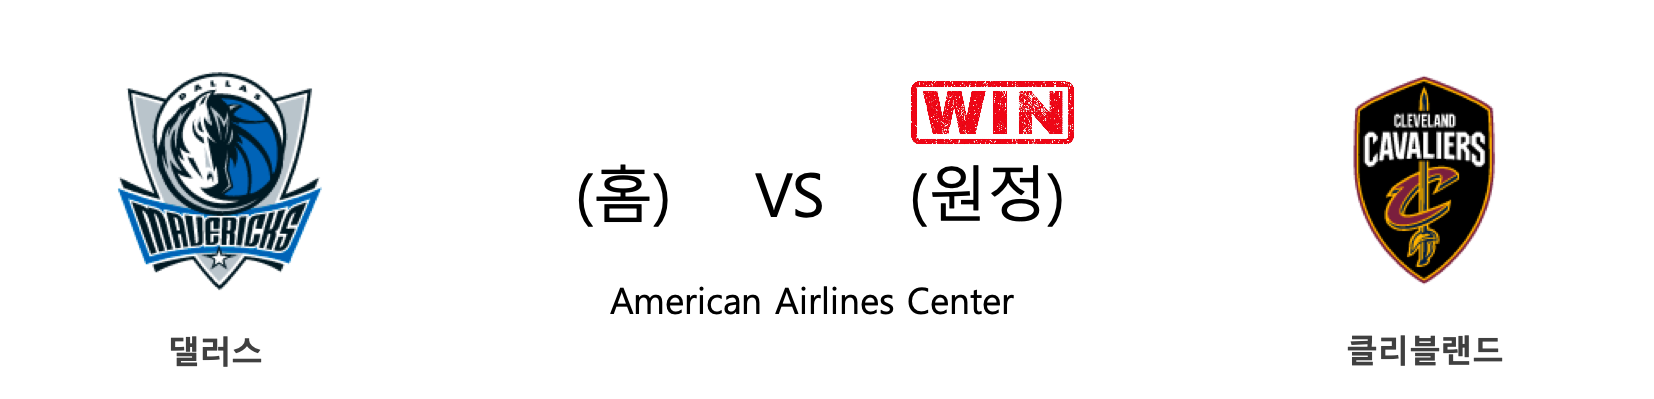 DALLAS
MAVERICKS
댈러스
WIN
(홈) VS (원정)
American Airlines Center
CLEVELAND
CAVALIERS
C
클리블랜드